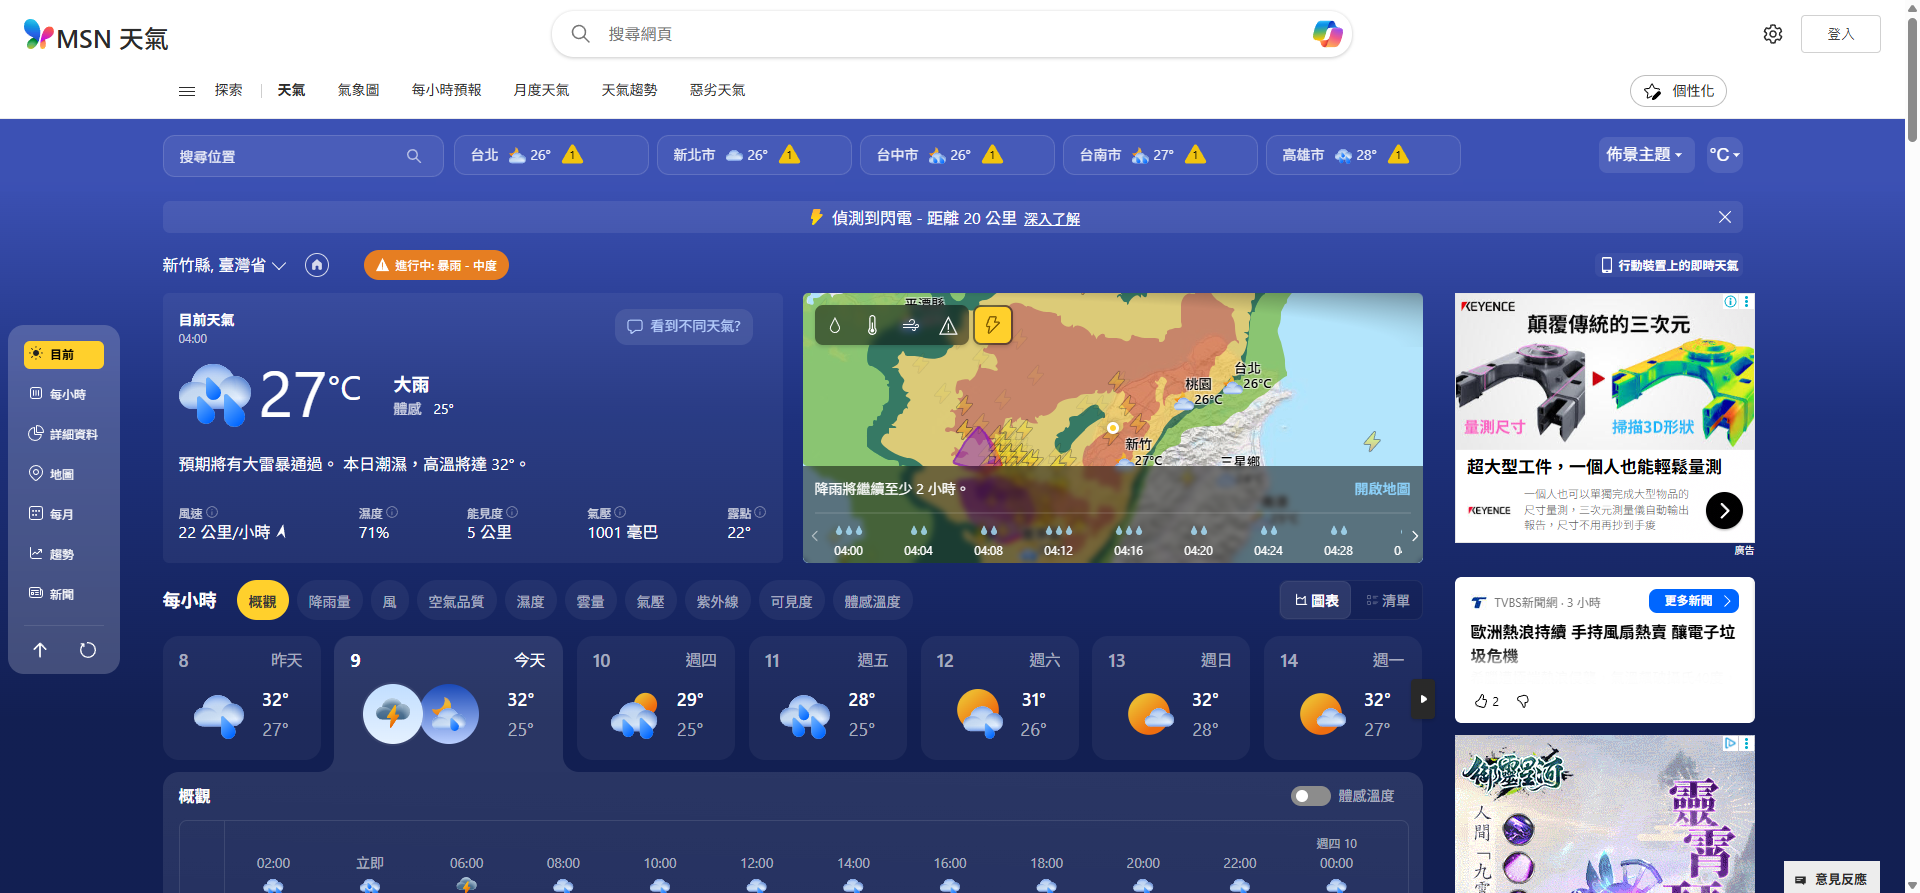 MSN 天氣
搜尋網頁
登入
探索
天氣
氣象圖
每小時預報
月度天氣
天氣趨勢
惡劣天氣
個性化
搜尋位置
台北 26° 1
新北市 26° 1
台中市 26° 1
台南市 27° 1
高雄市 28° 1
佈景主題
°C
偵測到閃電 - 距離 20 公里 深入了解
新竹縣, 臺灣省
進行中: 暴雨 - 中度
行動裝置上的即時天氣
目前
每小時
詳細資料
地圖
每月
趨勢
新聞
目前天氣
04:00
看到不同天氣?
27°C
大雨
體感 25°
預期將有大雷暴通過。 本日潮濕，高溫將達 32°。
風速
22 公里/小時
濕度
71%
能見度
5 公里
氣壓
1001 毫巴
露點
22°
平潭縣
台北
26°C
桃園
26°C
新竹
27°C
三星鄉
降雨將繼續至少 2 小時。
開啟地圖
04:00
04:04
04:08
04:12
04:16
04:20
04:24
04:28
KEYENCE
顛覆傳統的三次元
量測尺寸
掃描3D形狀
超大型工件，一個人也能輕鬆量測
KEYENCE
一個人也可以單獨完成大型物品的
尺寸量測，三次元測量儀自動輸出
報告，尺寸不用再抄到手痠
廣告
每小時
概觀
降雨量
風
空氣品質
濕度
雲量
氣壓
紫外線
可見度
體感溫度
圖表
清單
8 昨天
32°
27°
9 今天
32°
25°
10 週四
29°
25°
11 週五
28°
25°
12 週六
31°
26°
13 週日
32°
28°
14 週一
32°
27°
TVBS新聞網 · 3 小時
更多新聞
歐洲熱浪持續 手持風扇熱賣 釀電子垃
圾危機
2
概觀
體感溫度
週四 10
02:00
立即
06:00
08:00
10:00
12:00
14:00
16:00
18:00
20:00
22:00
00:00
御靈星遊
人間「九霄
靈霄
意見反應